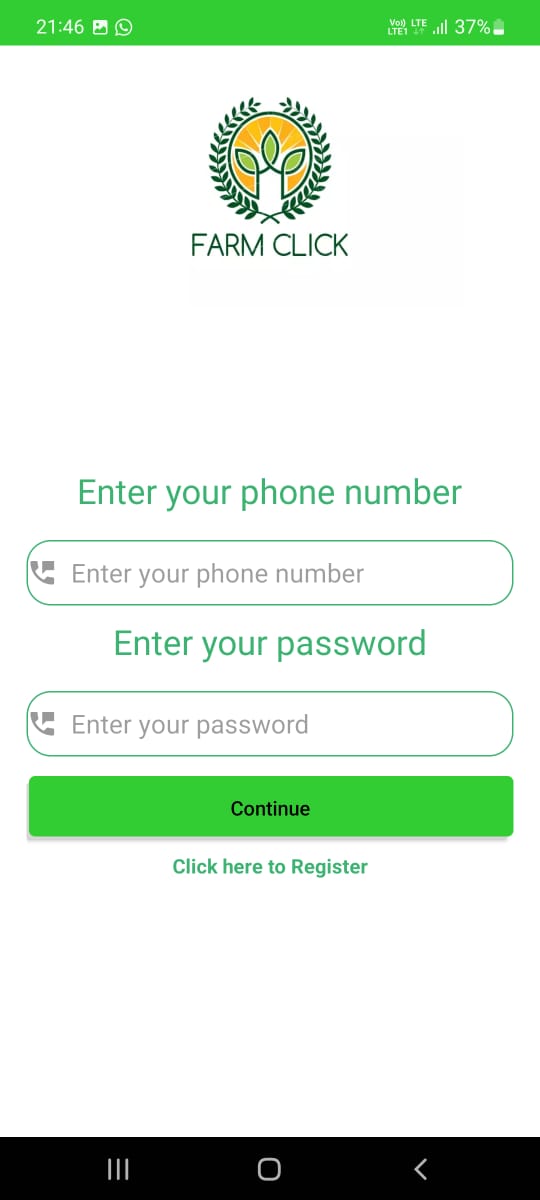 21:46
Vo)) LTE
LTE1
37%
FARM CLICK
Enter your phone number
Enter your phone number
Enter your password
Enter your password
Continue
Click here to Register